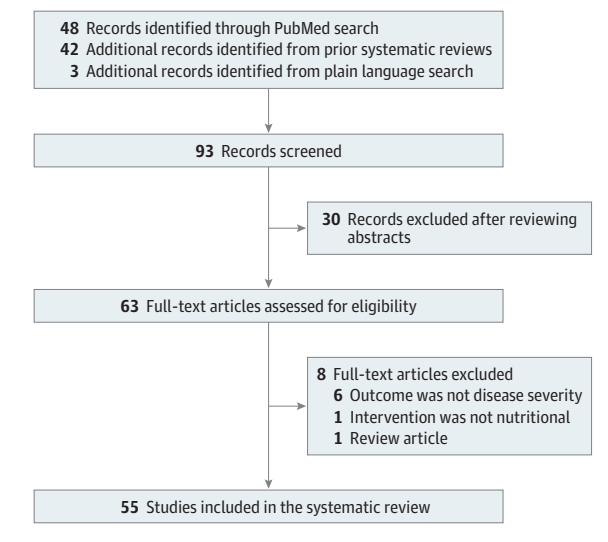 48 Records identified through PubMed search
42 Additional records identified from prior systematic reviews
3 Additional records identified from plain language search
93 Records screened
30 Records excluded after reviewing
abstracts
63 Full-text articles assessed for eligibility
8 Full-text articles excluded
6 Outcome was not disease severity
1 Intervention was not nutritional
1 Review article
55 Studies included in the systematic review